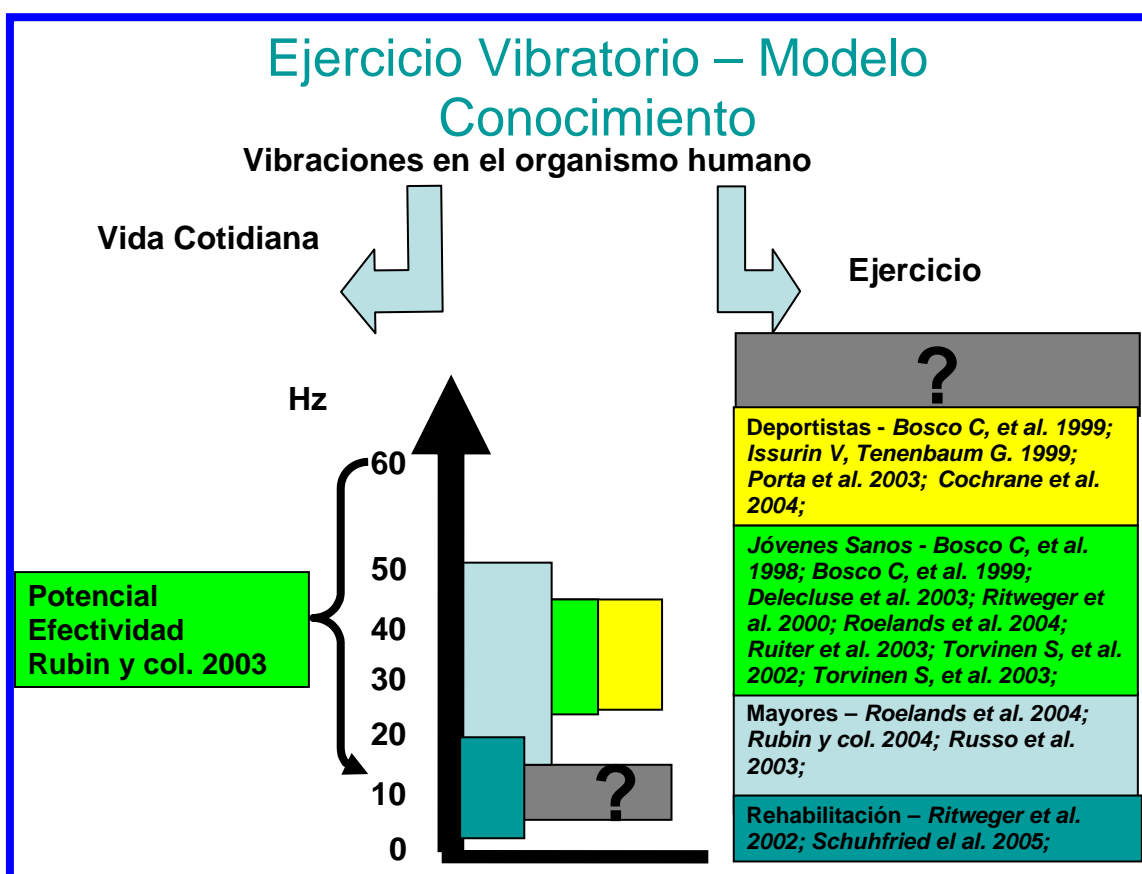 Ejercicio Vibratorio – Modelo
Conocimiento
Vibraciones en el organismo humano
Vida Cotidiana
Ejercicio
Hz
60
50
40
30
20
10
0
Potencial
Efectividad
Rubin y col. 2003
?
?
Deportistas - Bosco C, et al. 1999;
Issurin V, Tenenbaum G. 1999;
Porta et al. 2003; Cochrane et al.
2004;
Jóvenes Sanos - Bosco C, et al.
1998; Bosco C, et al. 1999;
Delecluse et al. 2003; Ritweger et
al. 2000; Roelands et al. 2004;
Ruiter et al. 2003; Torvinen S, et al.
2002; Torvinen S, et al. 2003;
Mayores – Roelands et al. 2004;
Rubin y col. 2004; Russo et al.
2003;
Rehabilitación – Ritweger et al.
2002; Schuhfried el al. 2005;